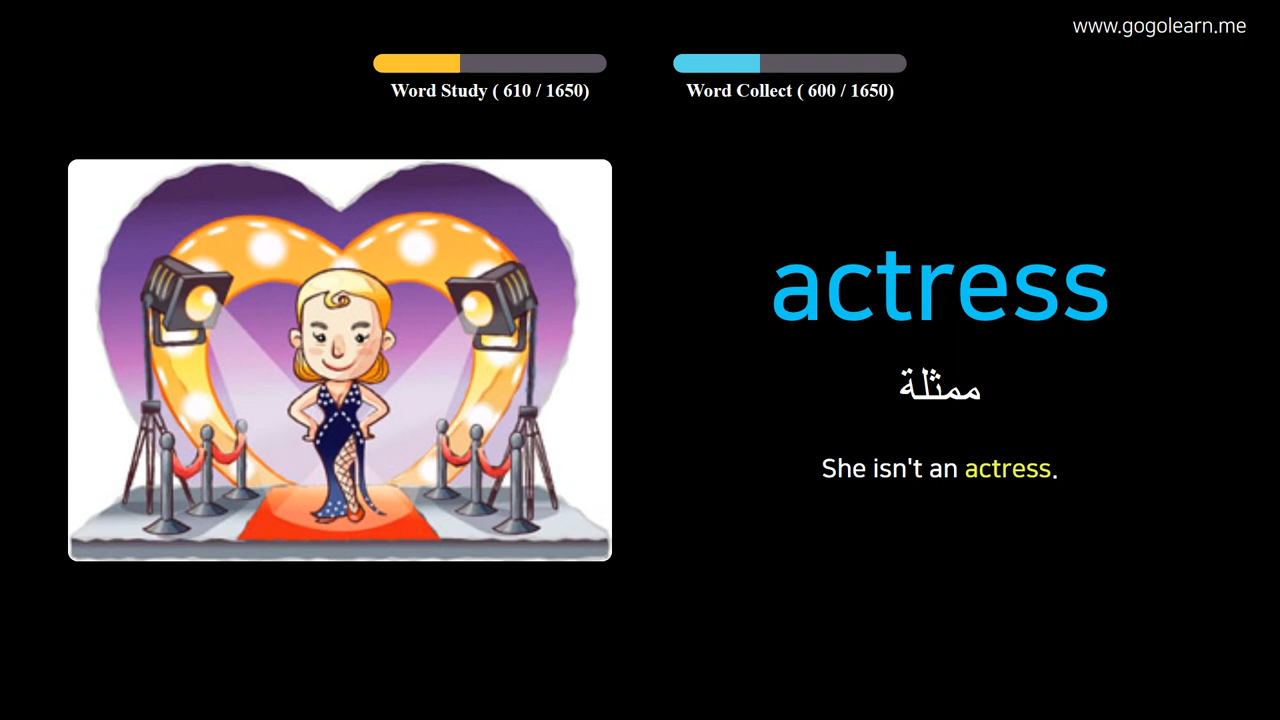 www.gogolearn.me
Word Study ( 610 / 1650)
Word Collect ( 600 / 1650)
actress
ممثلة
She isn't an actress.